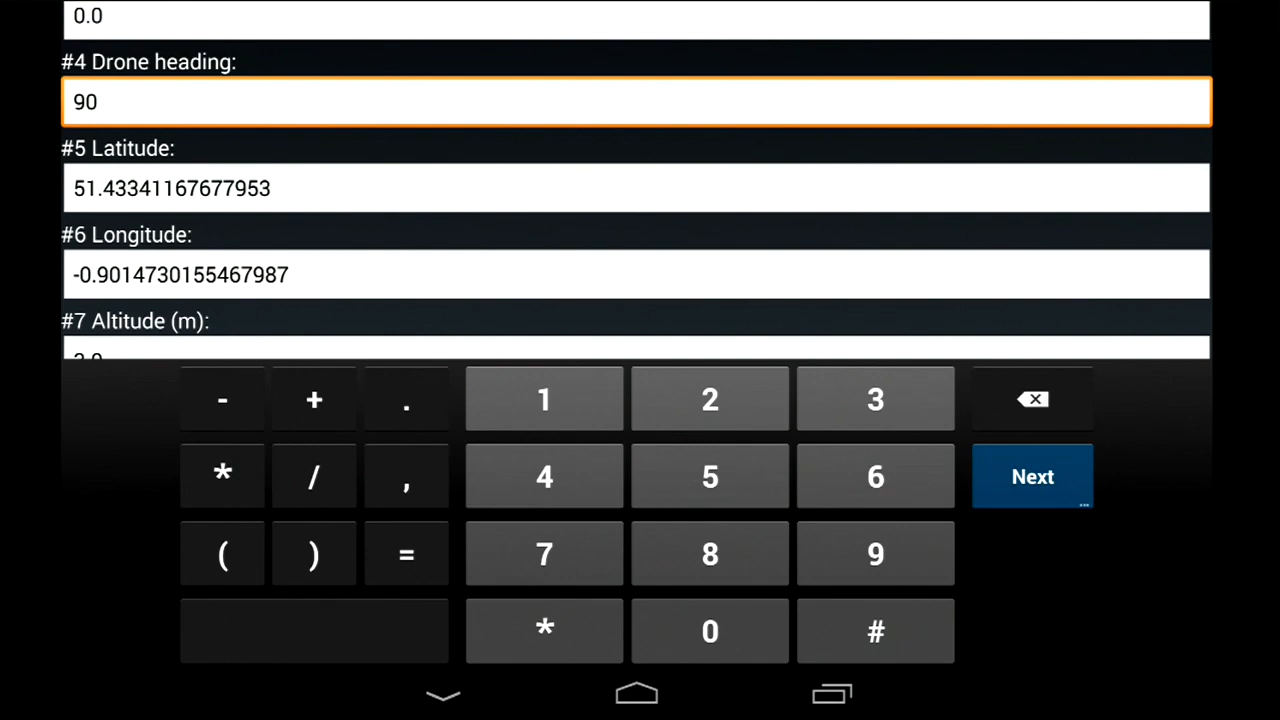 0.0
#4 Drone heading:
90
#5 Latitude:
51.43341167677953
#6 Longitude:
-0.9014730155467987
#7 Altitude (m):
- + . 1 2 3
* / , 4 5 6 Next
...
( ) = 7 8 9
* 0 #